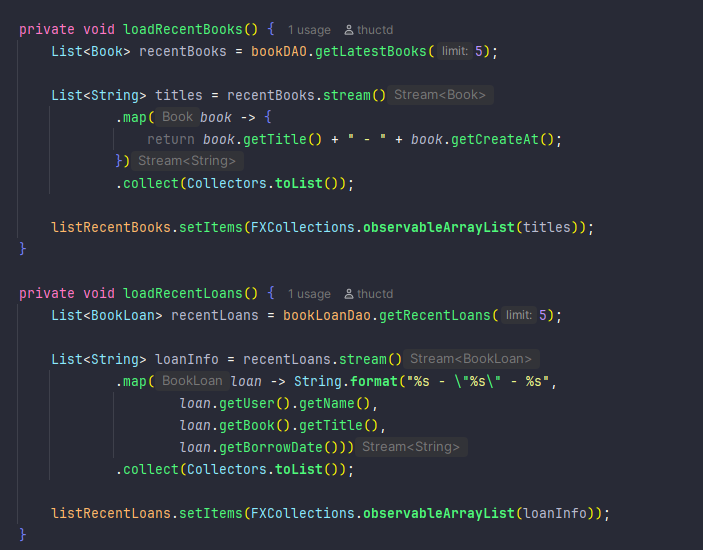 private void loadRecentBooks() { 1 usage thuctd
List<Book> recentBooks = bookDAO.getLatestBooks( limit: 5);
List<String> titles = recentBooks.stream() Stream<Book>
.map( Book book -> {
return book.getTitle() + " - " + book.getCreateAt();
}) Stream<String>
.collect(Collectors.toList());
listRecentBooks.setItems(FXCollections.observableArrayList(titles));
}
private void loadRecentLoans() { 1 usage thuctd
List<BookLoan> recentLoans = bookLoanDao.getRecentLoans( limit: 5);
List<String> loanInfo = recentLoans.stream() Stream<BookLoan>
.map( BookLoan loan -> String.format("%s - \"%s\" - %s",
loan.getUser().getName(),
loan.getBook().getTitle(),
loan.getBorrowDate())) Stream<String>
.collect(Collectors.toList());
listRecentLoans.setItems(FXCollections.observableArrayList(loanInfo));
}